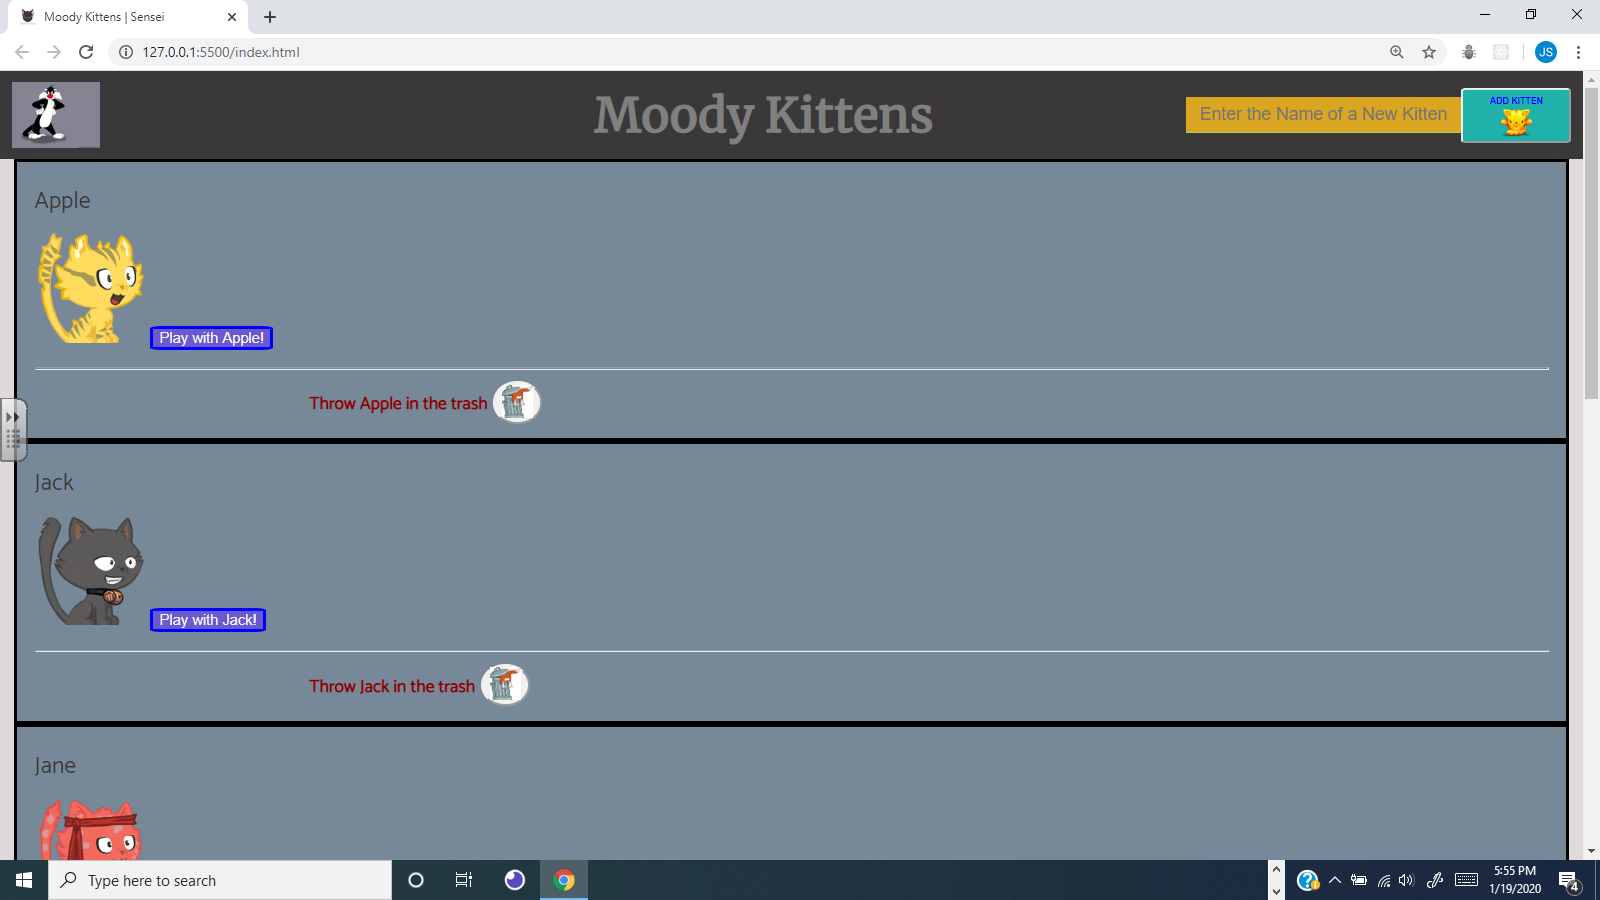 Moody Kittens | Sensei
127.0.0.1:5500/index.html
JS
Moody Kittens
Enter the Name of a New Kitten
ADD KITTEN
Apple
Play with Apple!
Throw Apple in the trash
Jack
Play with Jack!
Throw Jack in the trash
Jane
Type here to search
5:55 PM
1/19/2020
4